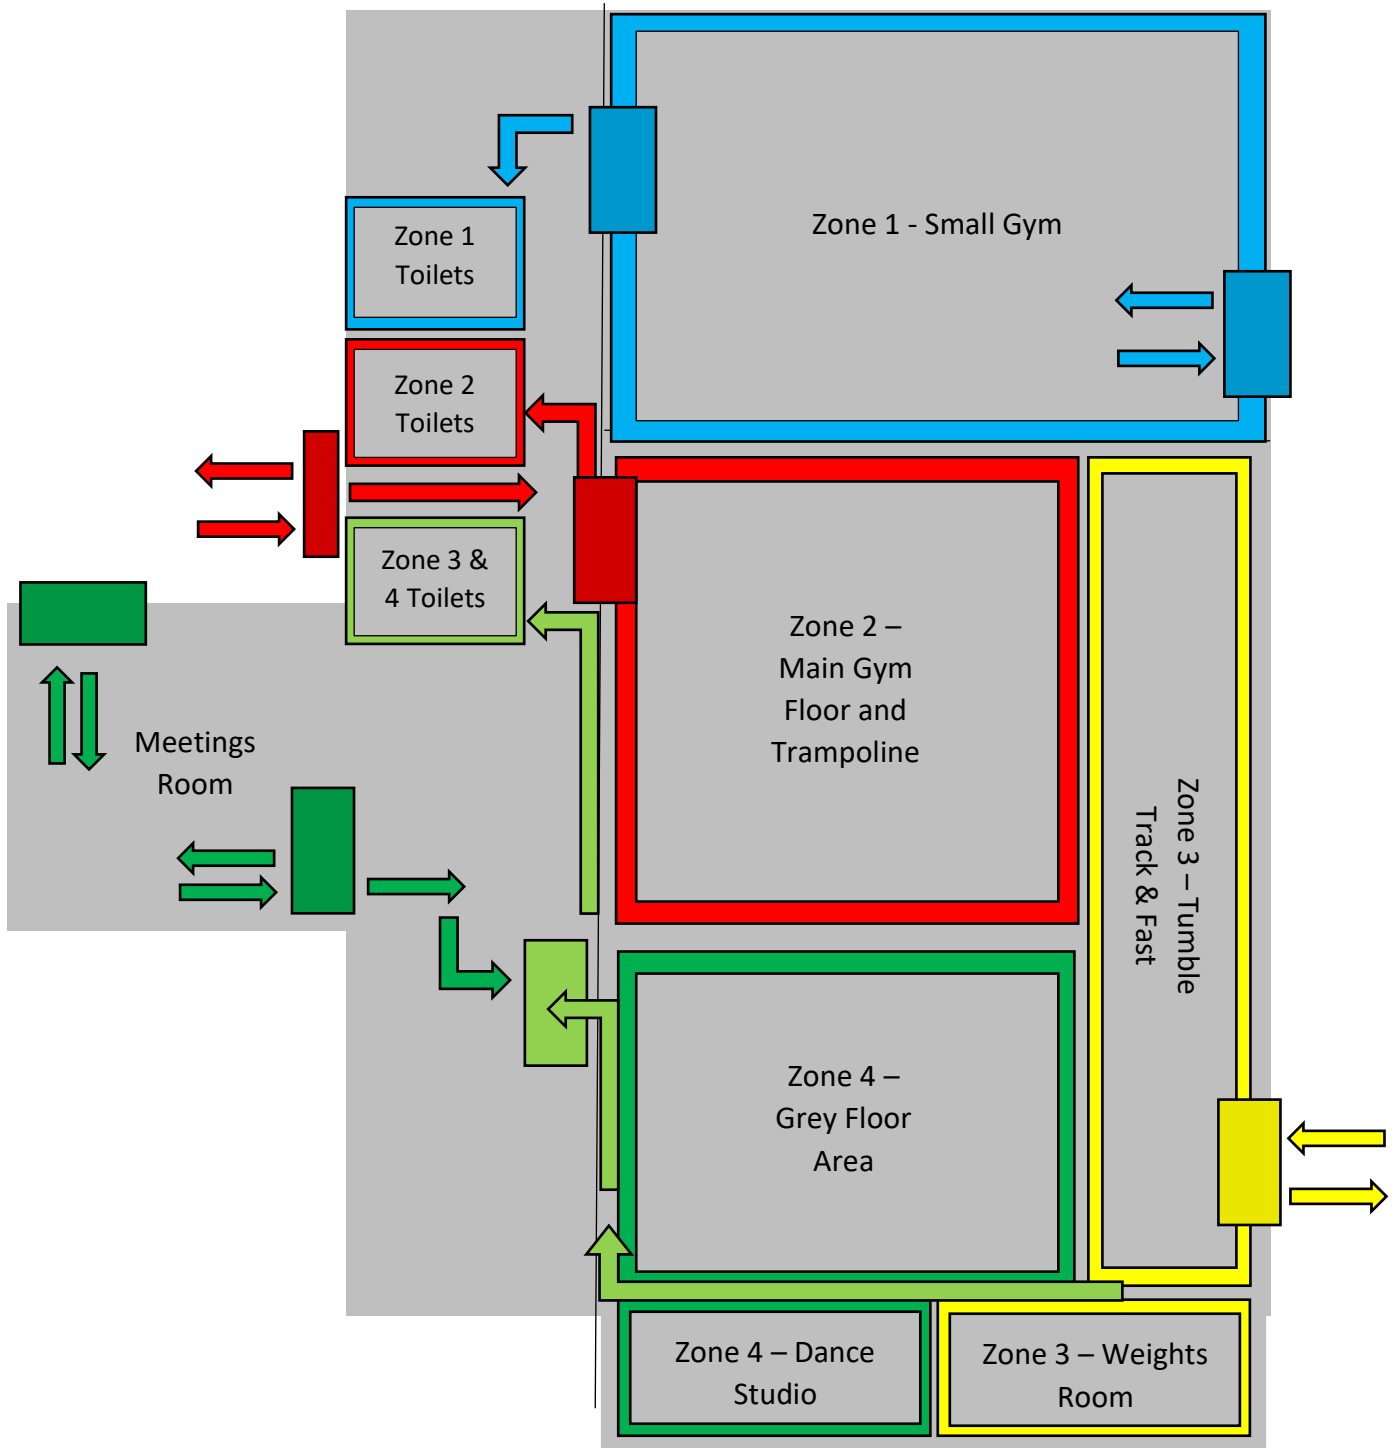 Zone 1 - Small Gym
Zone 1
Toilets
Zone 2
Toilets
Zone 3 &
4 Toilets
Zone 2 –
Main Gym
Floor and
Trampoline
Meetings
Room
Zone 3 – Tumble
Track & Fast
Zone 4 –
Grey Floor
Area
Zone 4 – Dance
Studio
Zone 3 – Weights
Room